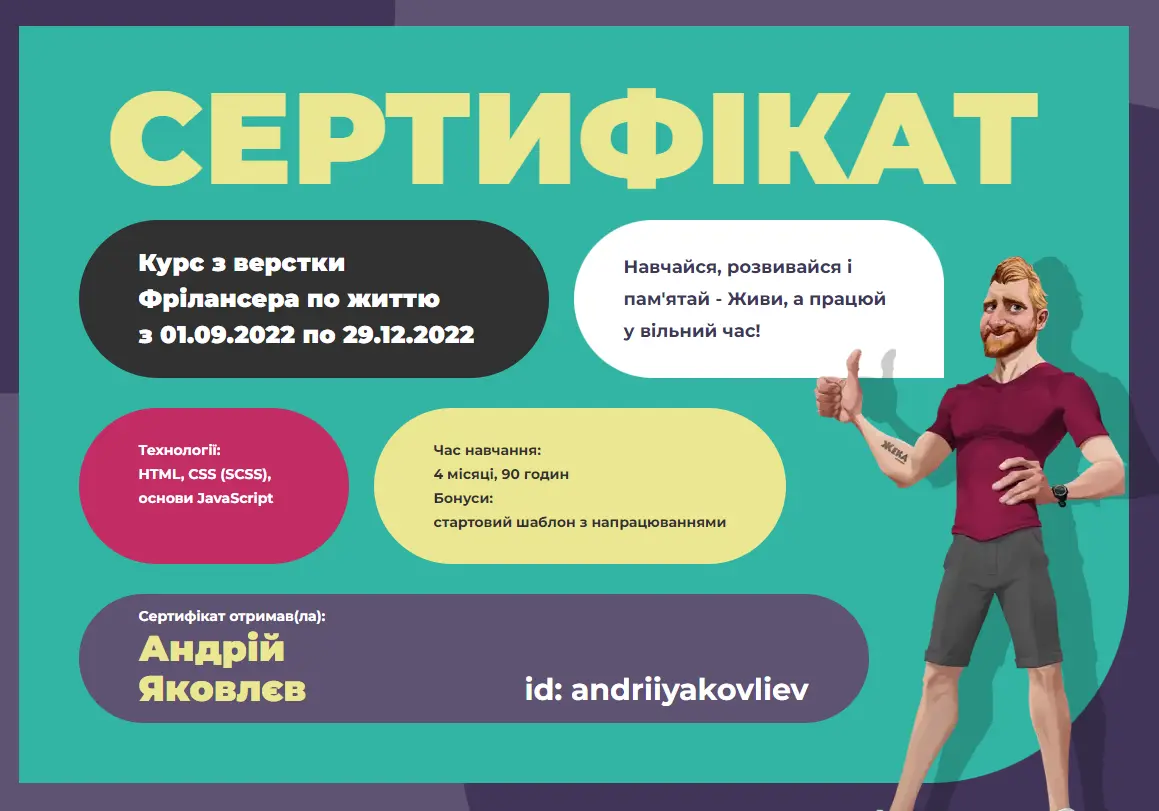 СЕРТИФІКАТ
Курс з верстки
Фрілансера по життю
з 01.09.2022 по 29.12.2022
Навчайся, розвивайся і
пам'ятай - Живи, а працюй
у вільний час!
Технології:
HTML, CSS (SCSS),
основи JavaScript
Час навчання:
4 місяці, 90 годин
Бонуси:
стартовий шаблон з напрацюваннями
ЖЕКА
Сертифікат отримав(ла):
Андрій
Яковлєв
id: andriiyakovliev